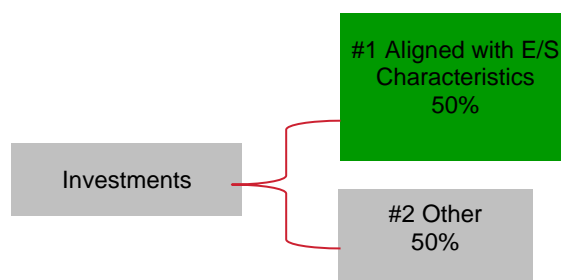 #1 Aligned with E/S
Characteristics
50%
Investments
#2 Other
50%